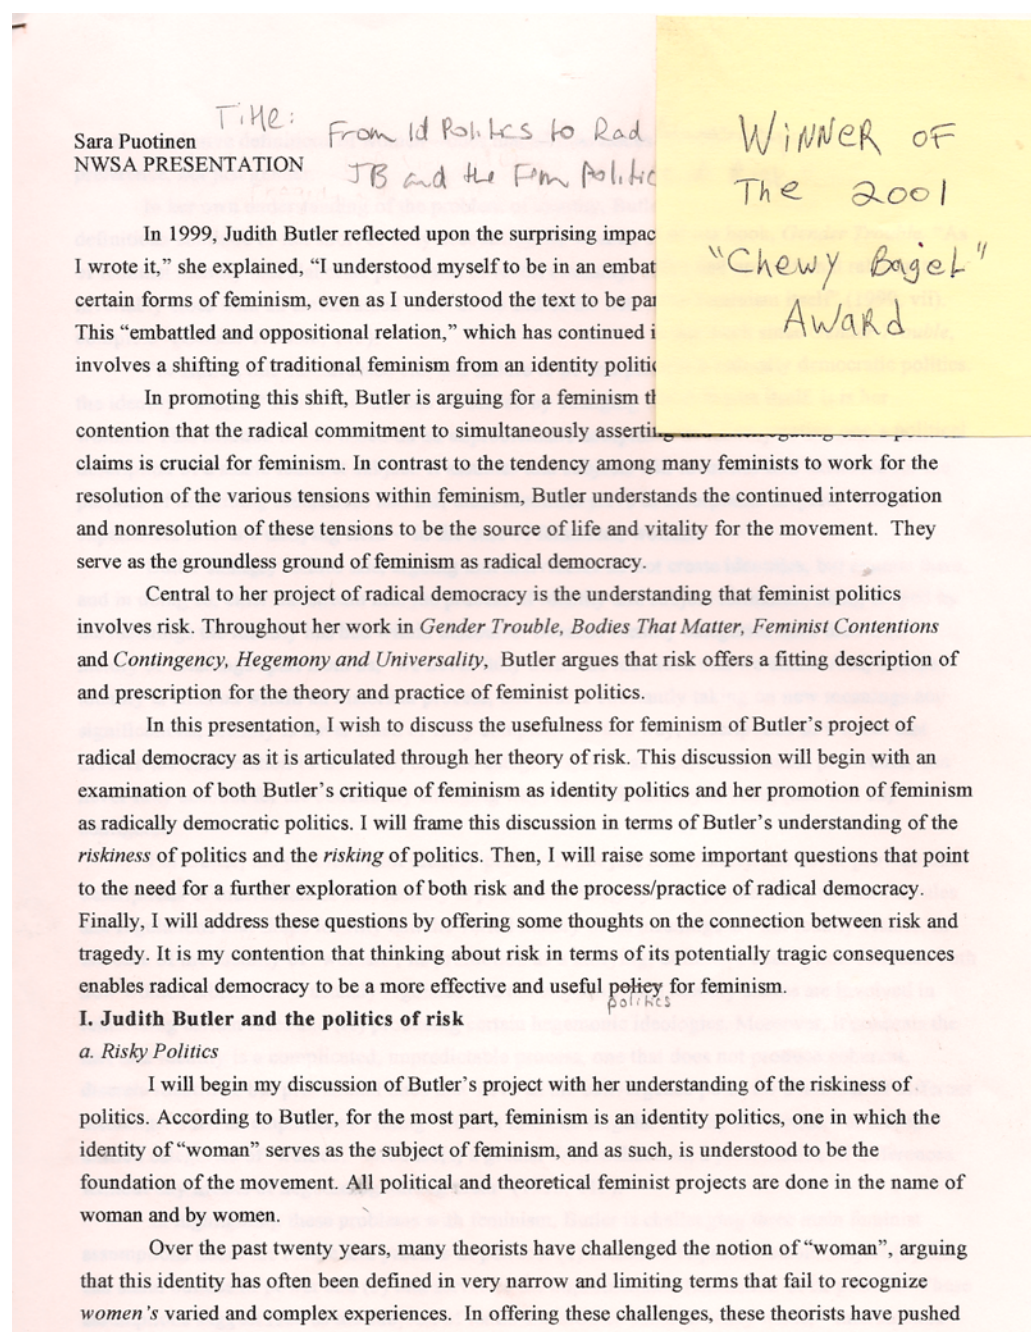 Title: From Id Politics to Rad
JB and the Fem Politic
WINNER OF
The 2001
"Chewy Bagel"
Award
Sara Puotinen
NWSA PRESENTATION
In 1999, Judith Butler reflected upon the surprising impac
I wrote it,” she explained, “I understood myself to be in an embat
certain forms of feminism, even as I understood the text to be par
This “embattled and oppositional relation,” which has continued i
involves a shifting of traditional feminism from an identity politic
In promoting this shift, Butler is arguing for a feminism th
contention that the radical commitment to simultaneously asserting and interrogating one's political
claims is crucial for feminism. In contrast to the tendency among many feminists to work for the
resolution of the various tensions within feminism, Butler understands the continued interrogation
and nonresolution of these tensions to be the source of life and vitality for the movement. They
serve as the groundless ground of feminism as radical democracy.
Central to her project of radical democracy is the understanding that feminist politics
involves risk. Throughout her work in Gender Trouble, Bodies That Matter, Feminist Contentions
and Contingency, Hegemony and Universality, Butler argues that risk offers a fitting description of
and prescription for the theory and practice of feminist politics.
In this presentation, I wish to discuss the usefulness for feminism of Butler’s project of
radical democracy as it is articulated through her theory of risk. This discussion will begin with an
examination of both Butler’s critique of feminism as identity politics and her promotion of feminism
as radically democratic politics. I will frame this discussion in terms of Butler’s understanding of the
riskiness of politics and the risking of politics. Then, I will raise some important questions that point
to the need for a further exploration of both risk and the process/practice of radical democracy.
Finally, I will address these questions by offering some thoughts on the connection between risk and
tragedy. It is my contention that thinking about risk in terms of its potentially tragic consequences
enables radical democracy to be a more effective and useful policy for feminism.
politics
I. Judith Butler and the politics of risk
a. Risky Politics
I will begin my discussion of Butler’s project with her understanding of the riskiness of
politics. According to Butler, for the most part, feminism is an identity politics, one in which the
identity of “woman” serves as the subject of feminism, and as such, is understood to be the
foundation of the movement. All political and theoretical feminist projects are done in the name of
woman and by women.
Over the past twenty years, many theorists have challenged the notion of “woman”, arguing
that this identity has often been defined in very narrow and limiting terms that fail to recognize
women’s varied and complex experiences. In offering these challenges, these theorists have pushed